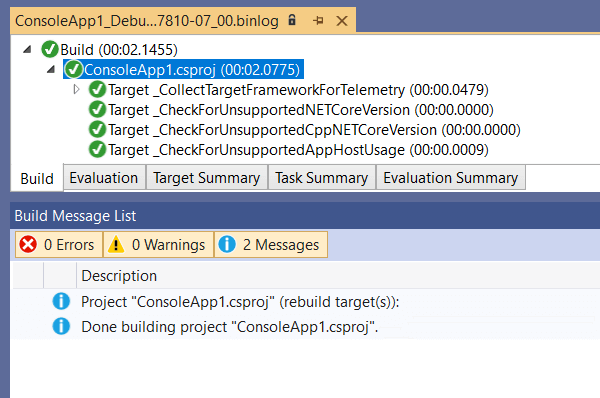 ConsoleApp1_Debu...7810-07_00.binlog
Build (00:02.1455)
ConsoleApp1.csproj (00:02.0775)
Target _CollectTargetFrameworkForTelemetry (00:00.0479)
Target _CheckForUnsupportedNETCoreVersion (00:00.0000)
Target _CheckForUnsupportedCppNETCoreVersion (00:00.0000)
Target _CheckForUnsupportedAppHostUsage (00:00.0009)
Build Evaluation Target Summary Task Summary Evaluation Summary
Build Message List
0 Errors 0 Warnings 2 Messages
Description
Project "ConsoleApp1.csproj" (rebuild target(s)):
Done building project "ConsoleApp1.csproj".